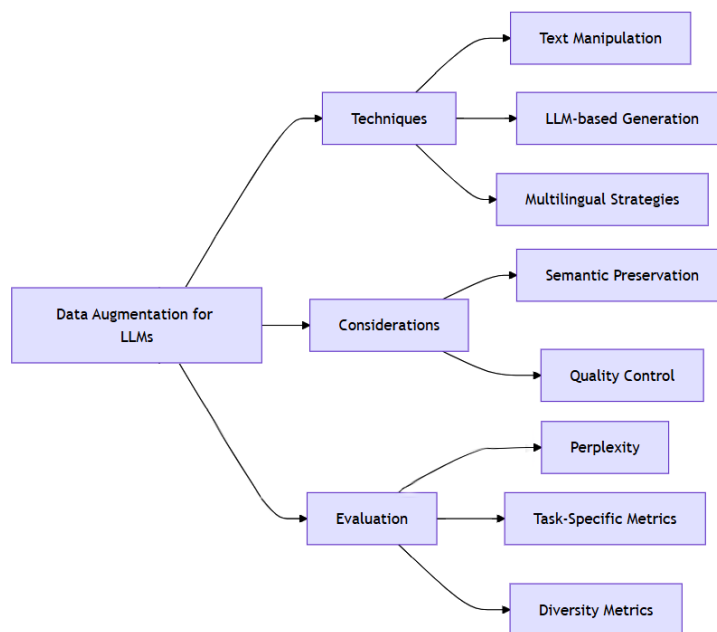 Text Manipulation
Techniques
LLM-based Generation
Multilingual Strategies
Data Augmentation for
LLMs
Considerations
Semantic Preservation
Quality Control
Evaluation
Perplexity
Task-Specific Metrics
Diversity Metrics